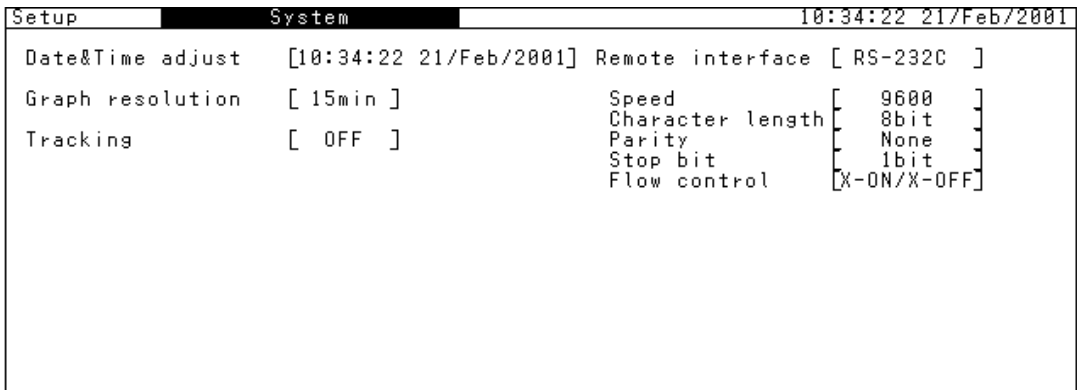 Setup System 10:34:22 21/Feb/2001
Date&Time adjust [10:34:22 21/Feb/2001] Remote interface [ RS-232C ]
Graph resolution [ 15min ] Speed [ 9600 ]
Character length [ 8bit ]
Tracking [ OFF ] Parity [ None ]
Stop bit [ 1bit ]
Flow control [X-ON/X-OFF]